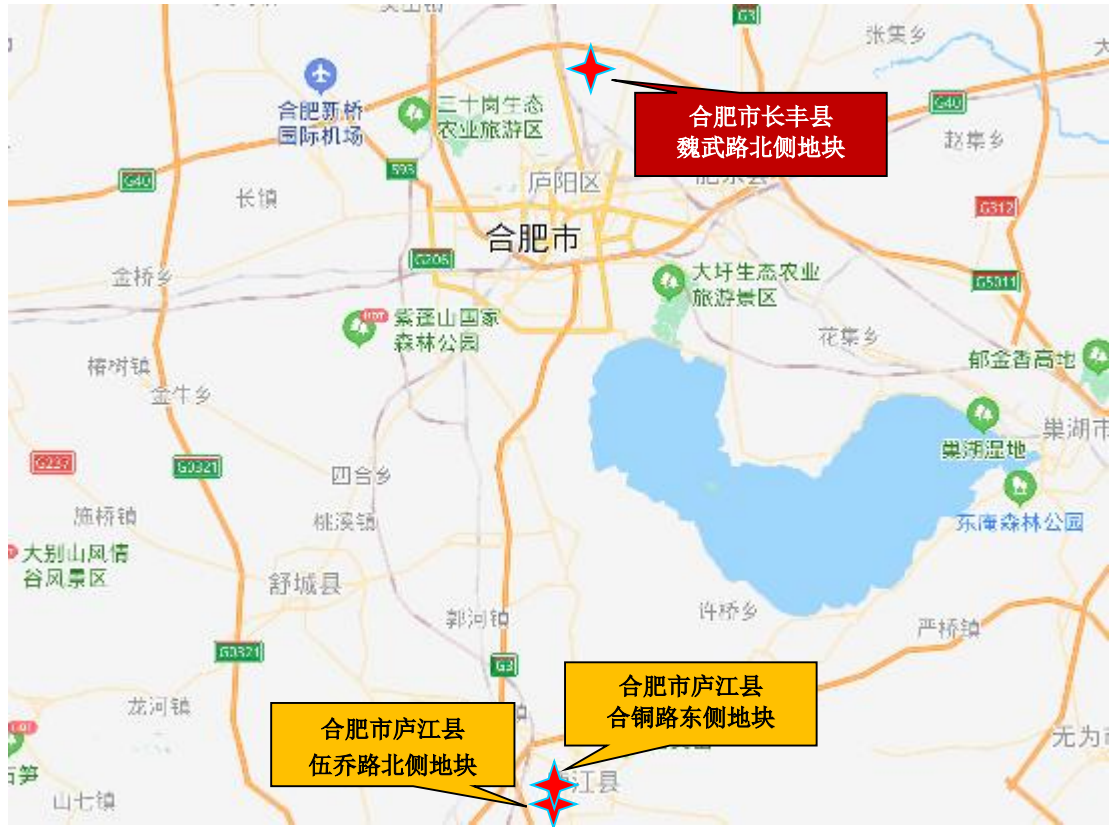 G3
张集乡
合肥新桥
国际机场
三十岗生态
农业旅游区
合肥市长丰县
魏武路北侧地块
G40
赵集乡
G40
S93
庐阳区
长镇
G312
合肥市
G206
大圩生态农业
旅游景区
金桥乡
G5011
紫蓬山国家
森林公园
花集乡
郁金香高地
椿树镇
金牛乡
巢湖市
G237
G0321
四合乡
巢湖湿地
施桥镇
桃溪镇
东庵森林公园
大别山风情
谷风景区
舒城县
郭河镇
许桥乡
严桥镇
G0321
G3
合肥市庐江县
合铜路东侧地块
龙河镇
合肥市庐江县
伍乔路北侧地块
无为
江县
山七镇